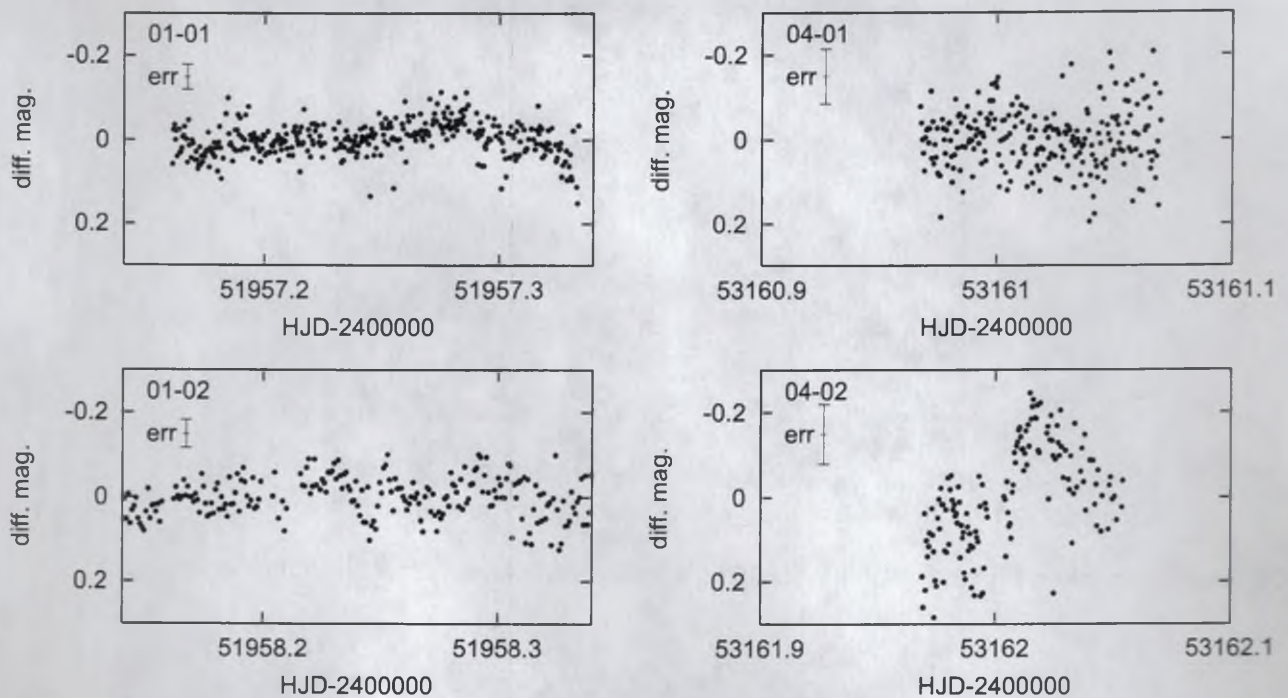 01-01
-0.2
err
0
0.2
diff. mag.
51957.2 51957.3
HJD-2400000
04-01
-0.2
err
0
0.2
diff. mag.
53160.9 53161 53161.1
HJD-2400000
01-02
-0.2
err
0
0.2
diff. mag.
51958.2 51958.3
HJD-2400000
04-02
-0.2
err
0
0.2
diff. mag.
53161.9 53162 53162.1
HJD-2400000